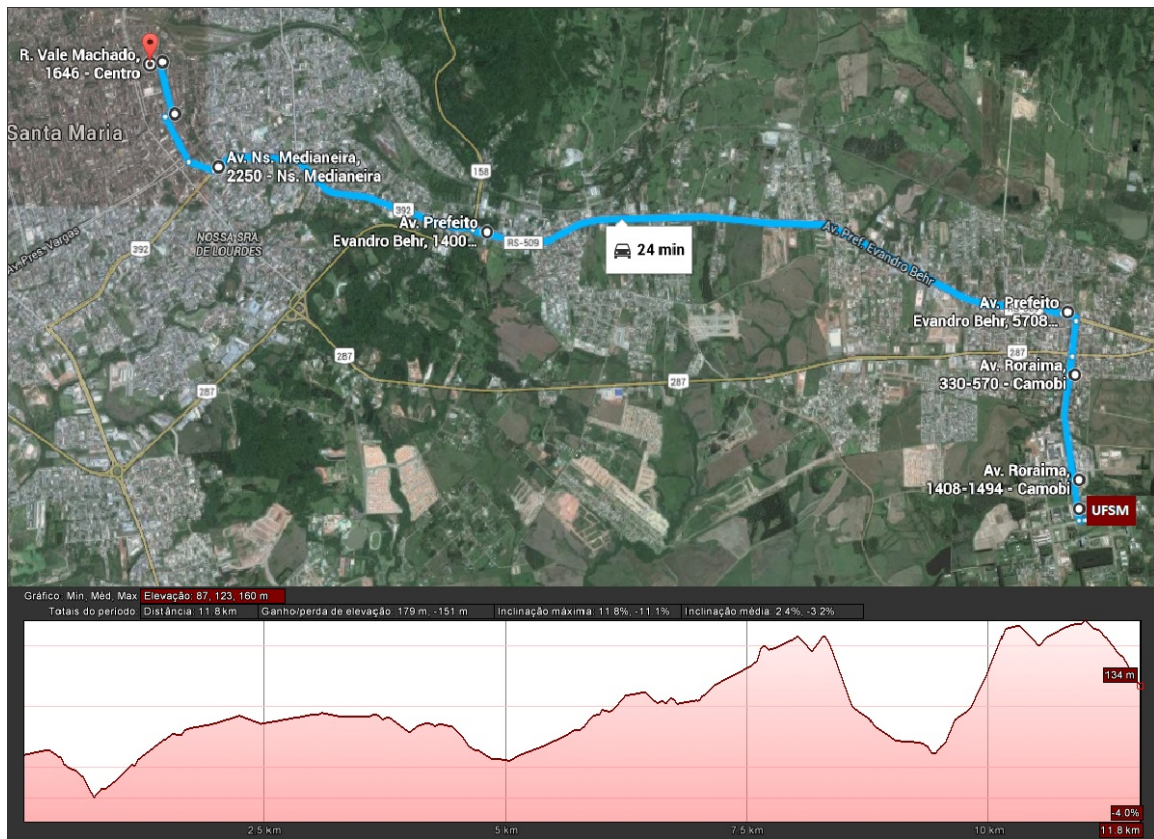 R. Vale Machado,
1646 - Centro
Santa Maria
Av. Ns. Medianeira,
2250 - Ns. Medianeira
158
392
Av. Prefeito
Evandro Behr, 1400...
RS-509
24 min
Av. Pref. Evandro Behr
NOSSA SRA
DE LOURDES
Av. Pres. Vargas
392
287
287
287
287
Av. Prefeito
Evandro Behr, 5708...
Av. Roraima,
330-570 - Camobi
Av. Roraima,
1408-1494 - Camobi
UFSM
Gráfico: Min, Méd, Max Elevação: 87, 123, 160 m
Totais do período: Distância: 11.8 km Ganho/perda de elevação: 179 m, -151 m Inclinação máxima: 11.8%, -11.1% Inclinação média: 2.4%, -3.2%
134 m
-4.0%
2.5 km 5 km 7.5 km 10 km 11.8 km